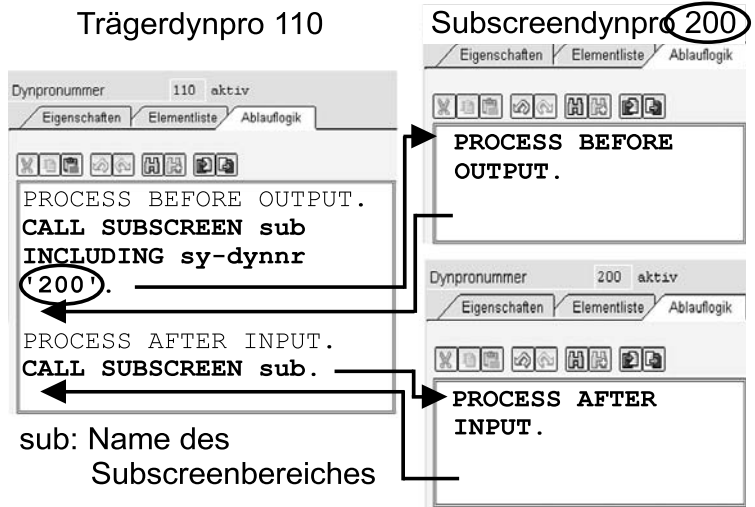 Trägerdynpro 110
Dynpronummer 110 aktiv
Eigenschaften Elementliste Ablauflogik
PROCESS BEFORE OUTPUT.
CALL SUBSCREEN sub
INCLUDING sy-dynnr
'200'.
PROCESS AFTER INPUT.
CALL SUBSCREEN sub.
sub: Name des
Subscreenbereiches
Subscreendynpro 200
Eigenschaften Elementliste Ablauflogik
PROCESS BEFORE
OUTPUT.
Dynpronummer 200 aktiv
Eigenschaften Elementliste Ablauflogik
PROCESS AFTER
INPUT.